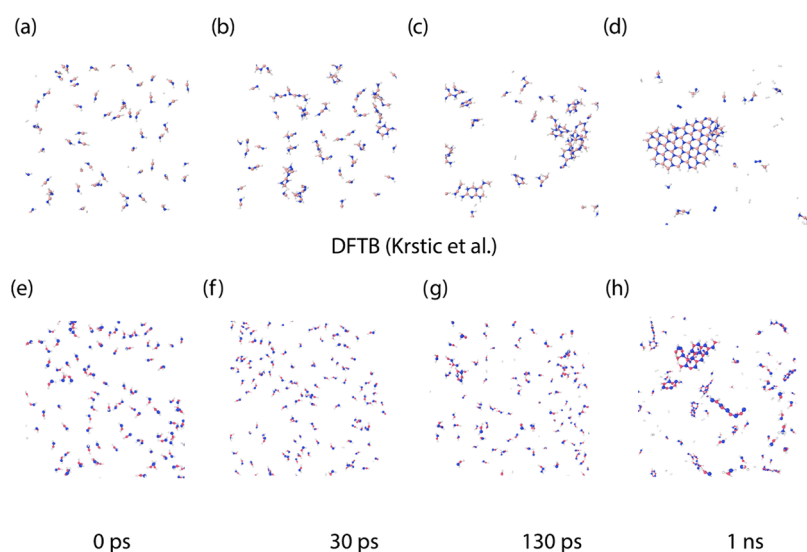 (a)
(b)
(c)
(d)
DFTB (Krstic et al.)
(e)
(f)
(g)
(h)
0 ps
30 ps
130 ps
1 ns